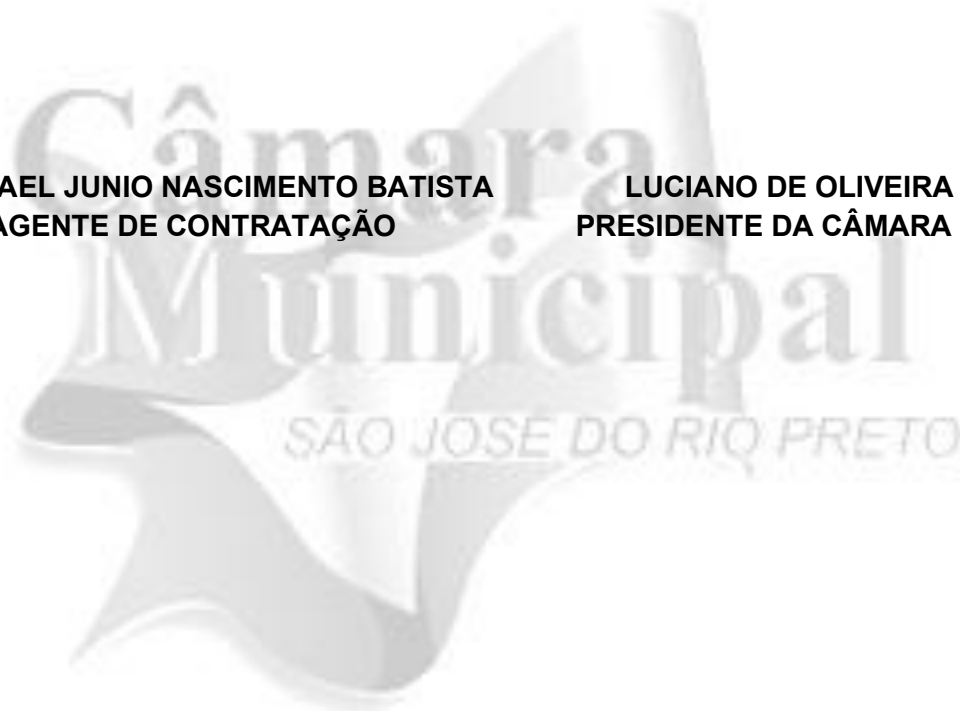 Câmara
AEL JUNIO NASCIMENTO BATISTA LUCIANO DE OLIVEIRA
AGENTE DE CONTRATAÇÃO PRESIDENTE DA CÂMARA
Municipal
SÃO JOSÉ DO RIO PRETO